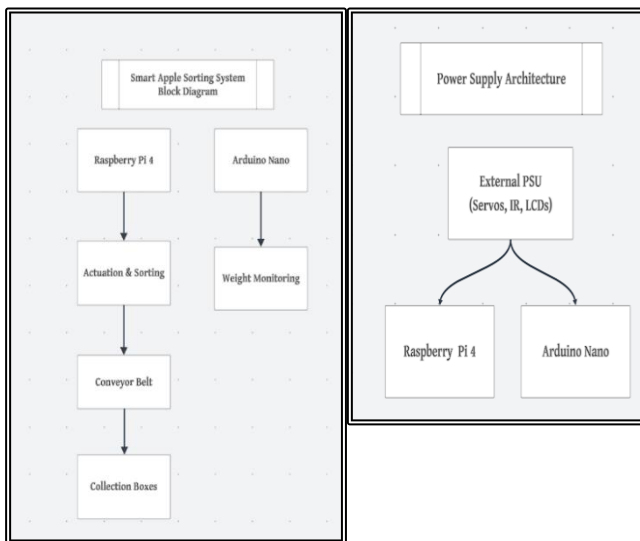 Smart Apple Sorting System
Block Diagram
Raspberry Pi 4
Arduino Nano
Actuation & Sorting
Weight Monitoring
Conveyor Belt
Collection Boxes
Power Supply Architecture
External PSU
(Servos, IR, LCDs)
Raspberry Pi 4
Arduino Nano